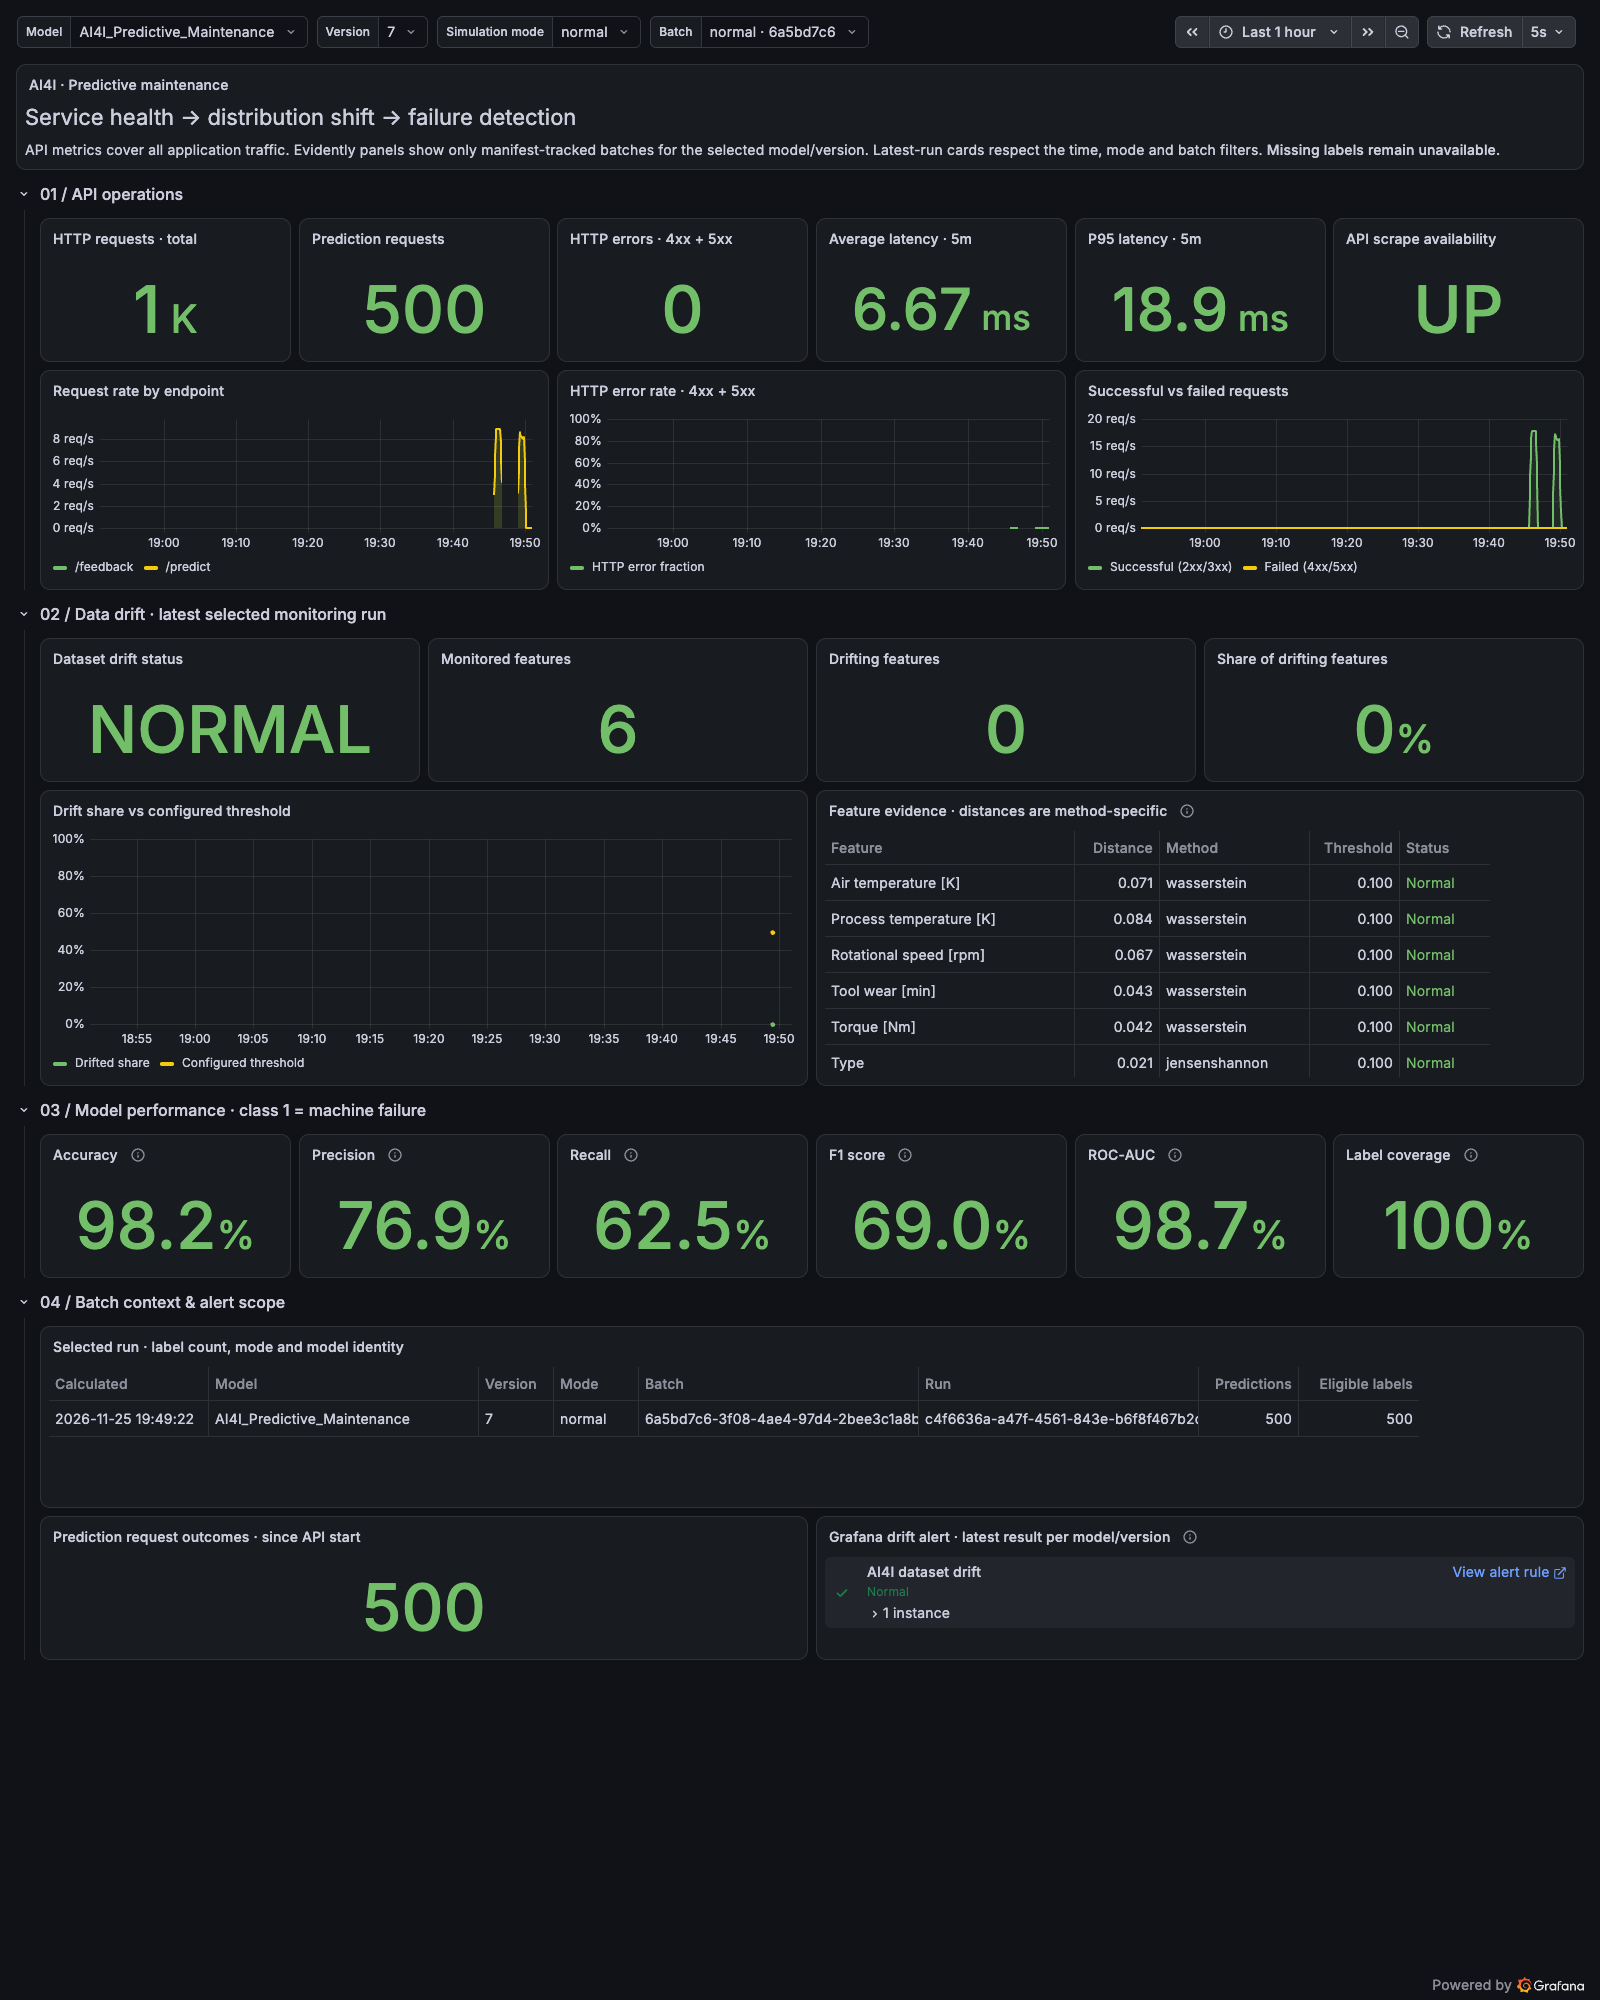 Model AI4I_Predictive_Maintenance Version 7 Simulation mode normal Batch normal · 6a5bd7c6 Last 1 hour Refresh 5s
AI4I · Predictive maintenance
Service health → distribution shift → failure detection
API metrics cover all application traffic. Evidently panels show only manifest-tracked batches for the selected model/version. Latest-run cards respect the time, mode and batch filters. Missing labels remain unavailable.
01 / API operations
HTTP requests · total
1 K
Prediction requests
500
HTTP errors · 4xx + 5xx
0
Average latency · 5m
6.67 ms
P95 latency · 5m
18.9 ms
API scrape availability
UP
Request rate by endpoint
8 req/s
6 req/s
4 req/s
2 req/s
0 req/s
19:00 19:10 19:20 19:30 19:40 19:50
/feedback /predict
HTTP error rate · 4xx + 5xx
100%
80%
60%
40%
20%
0%
19:00 19:10 19:20 19:30 19:40 19:50
HTTP error fraction
Successful vs failed requests
20 req/s
15 req/s
10 req/s
5 req/s
0 req/s
19:00 19:10 19:20 19:30 19:40 19:50
Successful (2xx/3xx) Failed (4xx/5xx)
02 / Data drift · latest selected monitoring run
Dataset drift status
NORMAL
Monitored features
6
Drifting features
0
Share of drifting features
0%
Drift share vs configured threshold
100%
80%
60%
40%
20%
0%
18:55 19:00 19:05 19:10 19:15 19:20 19:25 19:30 19:35 19:40 19:45 19:50
Drifted share Configured threshold
Feature evidence · distances are method-specific
Feature Distance Method Threshold Status
Air temperature [K] 0.071 wasserstein 0.100 Normal
Process temperature [K] 0.084 wasserstein 0.100 Normal
Rotational speed [rpm] 0.067 wasserstein 0.100 Normal
Tool wear [min] 0.043 wasserstein 0.100 Normal
Torque [Nm] 0.042 wasserstein 0.100 Normal
Type 0.021 jensenshannon 0.100 Normal
03 / Model performance · class 1 = machine failure
Accuracy
98.2%
Precision
76.9%
Recall
62.5%
F1 score
69.0%
ROC-AUC
98.7%
Label coverage
100%
04 / Batch context & alert scope
Selected run · label count, mode and model identity
Calculated Model Version Mode Batch Run Predictions Eligible labels
2026-11-25 19:49:22 AI4I_Predictive_Maintenance 7 normal 6a5bd7c6-3f08-4ae4-97d4-2bee3c1a8b c4f6636a-a47f-4561-843e-b6f8f467b2c 500 500
Prediction request outcomes · since API start
500
Grafana drift alert · latest result per model/version
AI4I dataset drift View alert rule
Normal
1 instance
Powered by Grafana